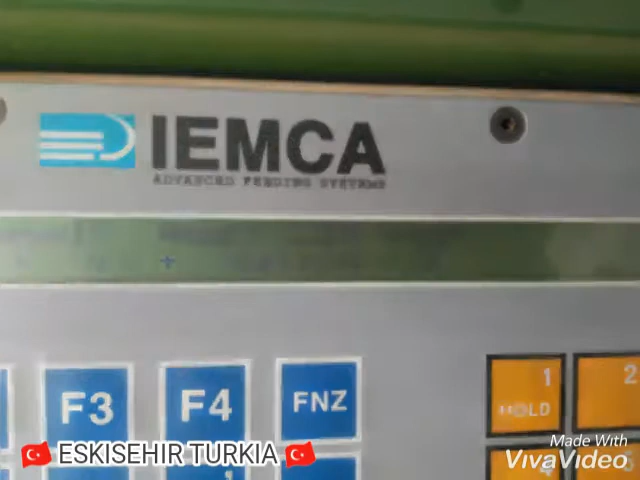 IEMCA
ADVANCED FEEDING SYSTEMS
F3 F4 FNZ 1 2
HOLD
ESKISEHIR TURKIA
Made With
VivaVideo